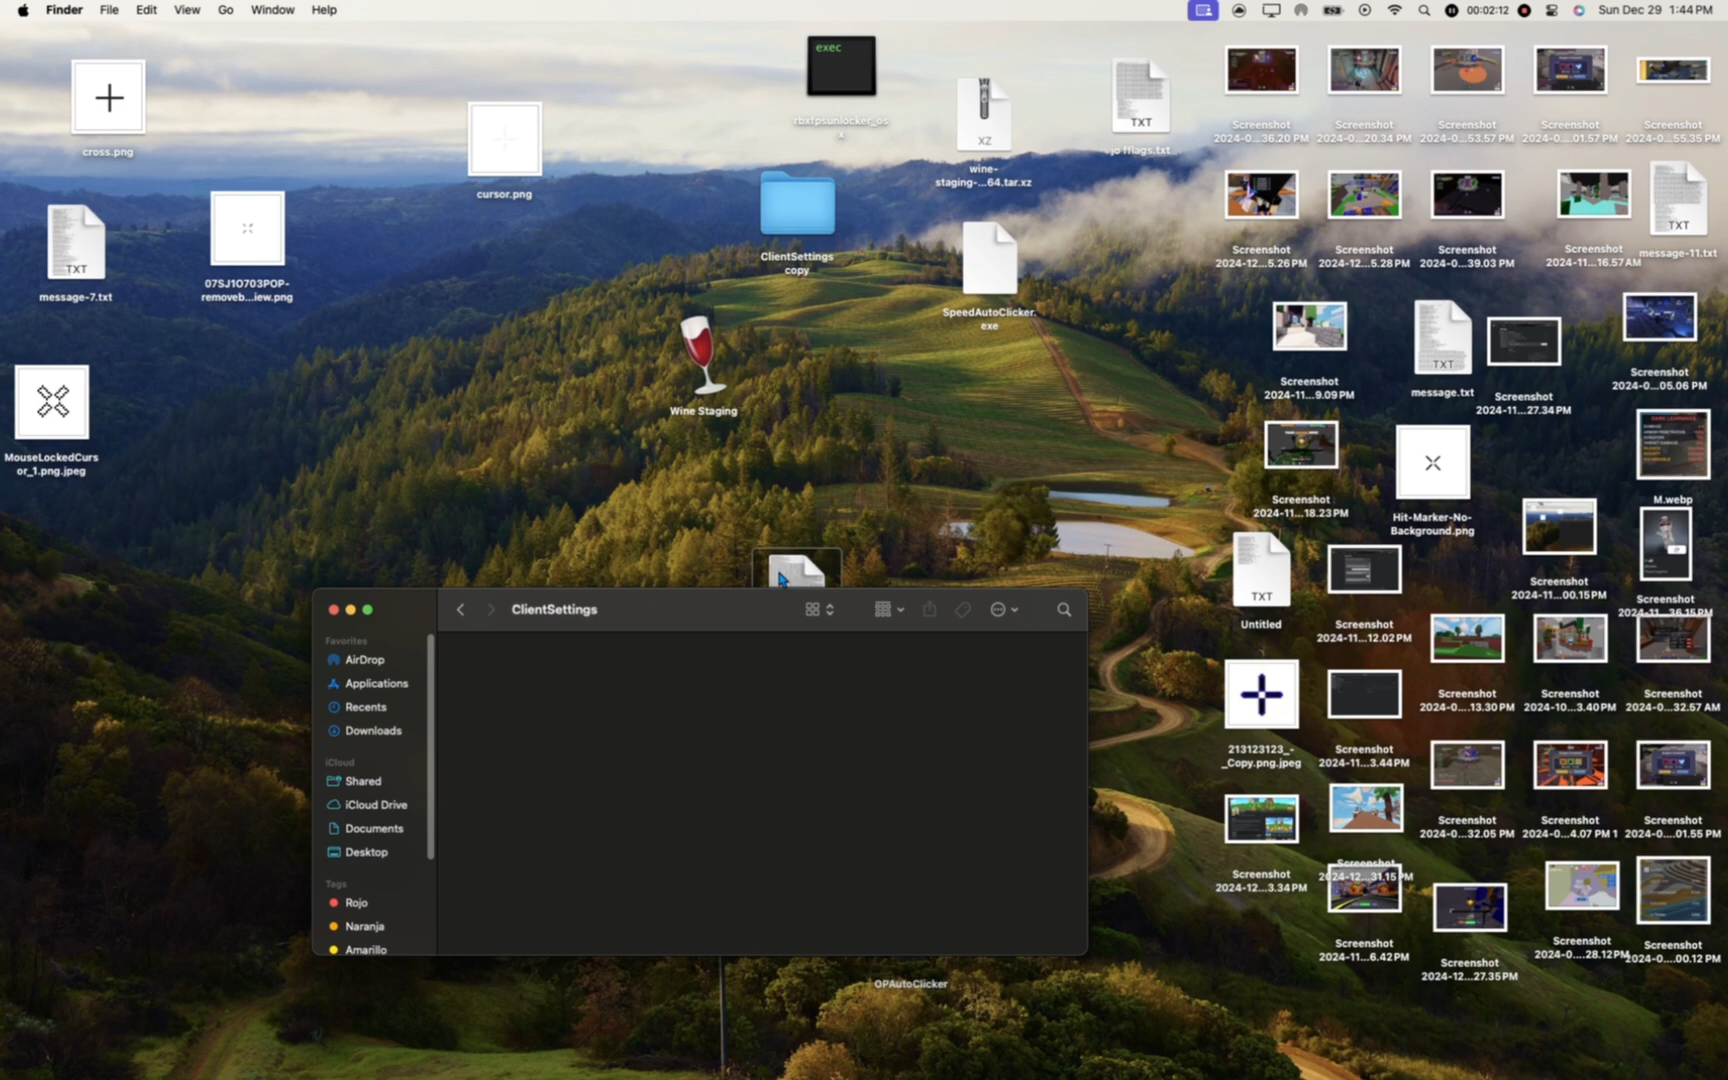 Finder File Edit View Go Window Help
00:02:12
Sun Dec 29 1:44 PM
cross.png
cursor.png
exec
rbxfpsunlocker_os
x
XZ
wine-
staging-...64.tar.xz
TXT
jo fflags.txt
Screenshot
2024-0...36.20 PM
Screenshot
2024-0...20.34 PM
Screenshot
2024-0...53.57 PM
Screenshot
2024-0...01.57 PM
Screenshot
2024-0...55.35 PM
TXT
message-7.txt
07SJ1O703POP-
removeb...iew.png
ClientSettings
copy
SpeedAutoClicker.
exe
Screenshot
2024-12...5.26 PM
Screenshot
2024-12...5.28 PM
Screenshot
2024-0...39.03 PM
Screenshot
2024-11...16.57 AM
TXT
message-11.txt
MouseLockedCurs
or_1.png.jpeg
Wine Staging
Screenshot
2024-11...9.09 PM
TXT
message.txt
Screenshot
2024-11...27.34 PM
Screenshot
2024-0...05.06 PM
Screenshot
2024-11...18.23 PM
Hit-Marker-No-
Background.png
M.webp
TXT
Untitled
Screenshot
2024-11...12.02 PM
Screenshot
2024-11...00.15 PM
Screenshot
2024-11...36.15 PM
213123123_-
_Copy.png.jpeg
Screenshot
2024-11...3.44 PM
Screenshot
2024-0....13.30 PM
Screenshot
2024-10...3.40 PM
Screenshot
2024-0...32.57 AM
Screenshot
2024-12...3.34 PM
Screenshot
2024-12...31.15 PM
Screenshot
2024-0...32.05 PM
Screenshot
2024-0...4.07 PM 1
Screenshot
2024-0....01.55 PM
Screenshot
2024-11...6.42 PM
Screenshot
2024-12...27.35 PM
Screenshot
2024-0....28.12 PM
Screenshot
2024-0....00.12 PM
ClientSettings
Favorites
AirDrop
Applications
Recents
Downloads
iCloud
Shared
iCloud Drive
Documents
Desktop
Tags
Rojo
Naranja
Amarillo
OPAutoClicker